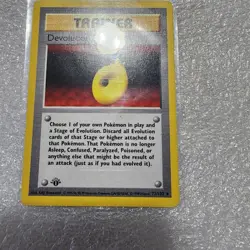 TRAINER
Devolution
Choose 1 of your own Pokémon in play and
a Stage of Evolution. Discard all Evolution
cards of that Stage or higher attached to
that Pokémon. That Pokémon is no longer
Asleep, Confused, Paralyzed, Poisoned, or
anything else that might be the result of
an attack (just as if you had evolved it).